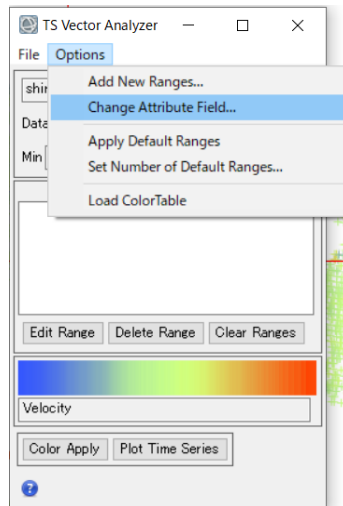 TS Vector Analyzer
File Options
Add New Ranges...
Change Attribute Field...
Apply Default Ranges
Set Number of Default Ranges...
Load ColorTable
Data
Min
Edit Range Delete Range Clear Ranges
Velocity
Color Apply Plot Time Series
?